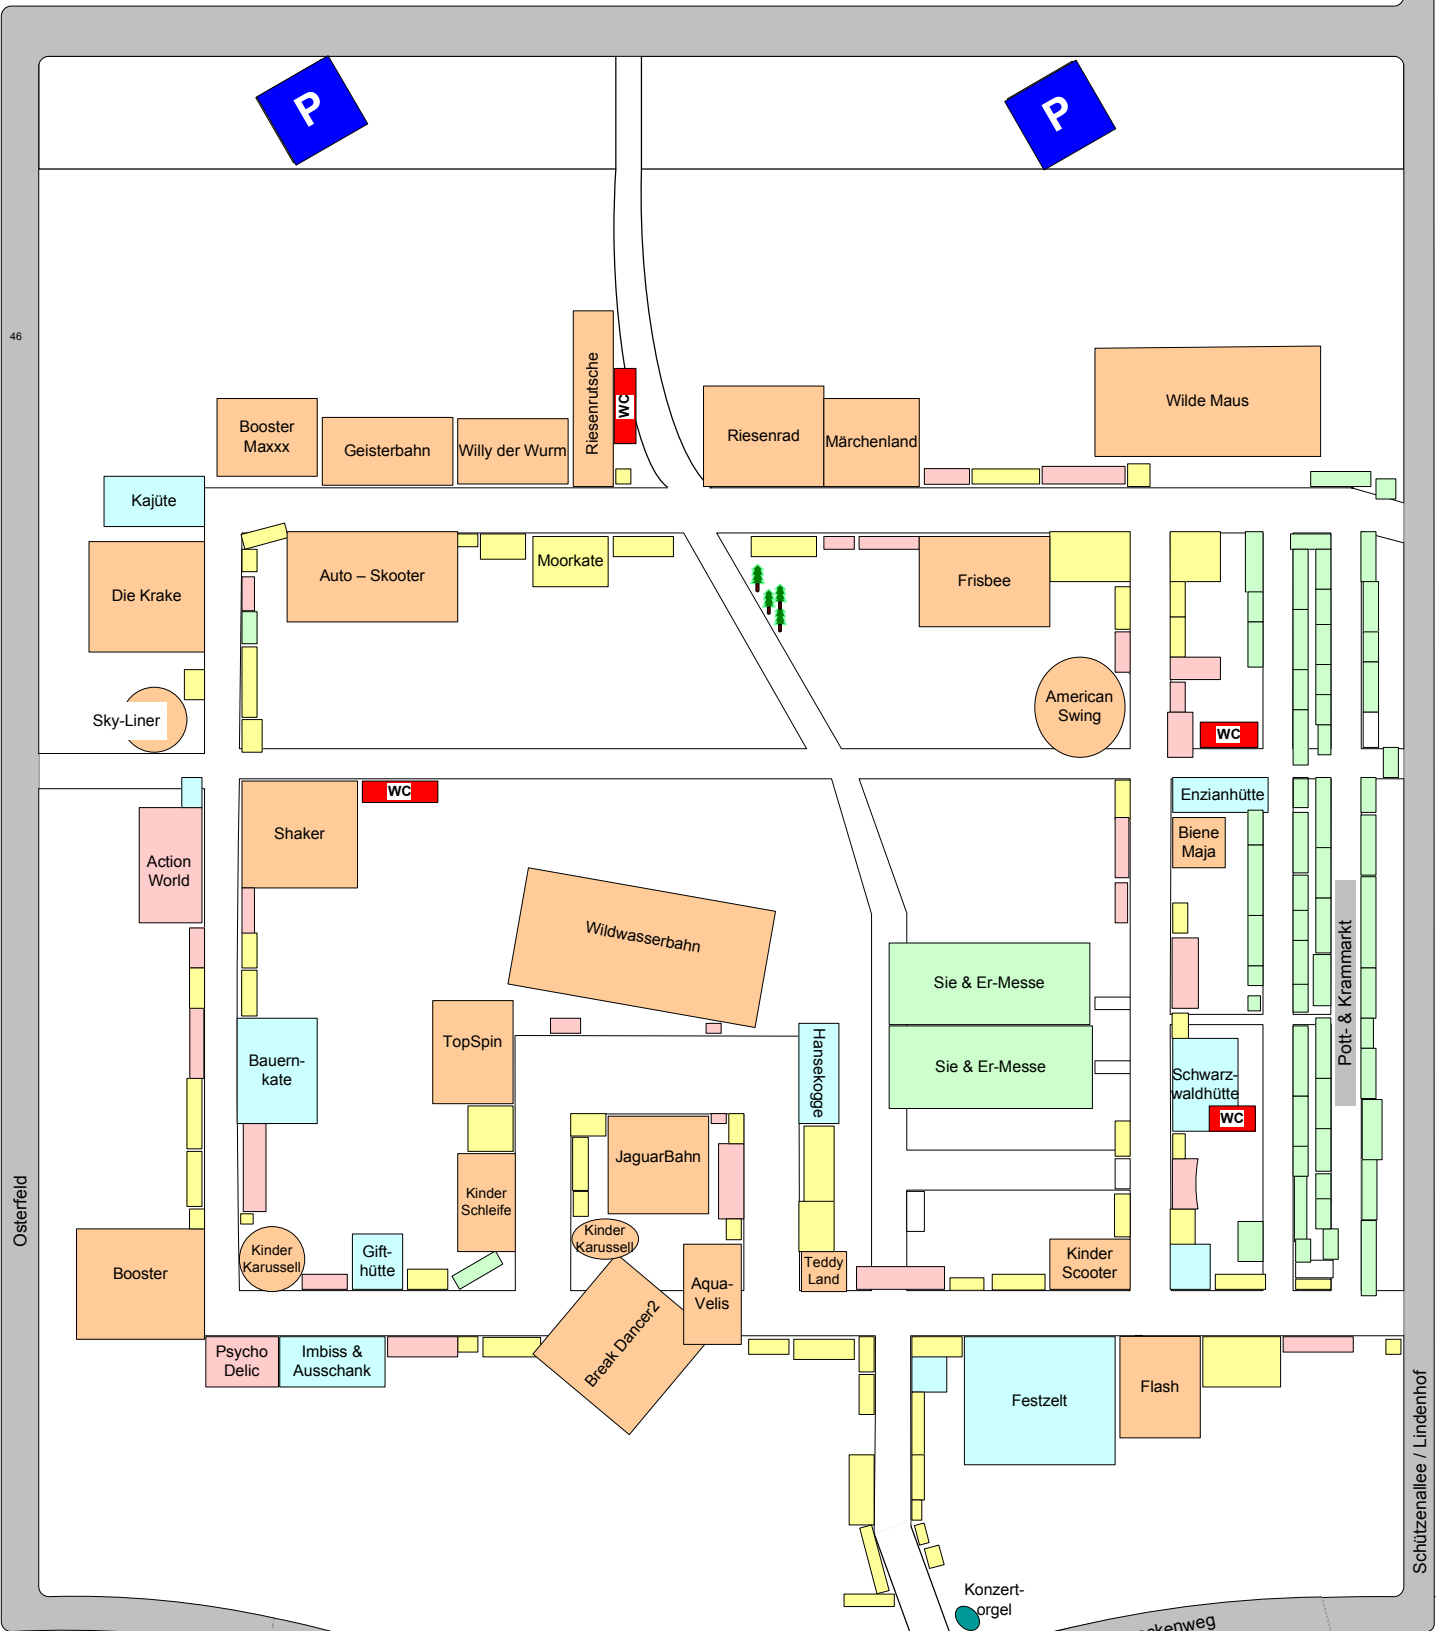 P
P
46
Riesenrutsche
WC
Wilde Maus
Booster
Maxxx
Geisterbahn
Willy der Wurm
Riesenrad
Märchenland
Kajüte
Moorkate
Auto – Skooter
Frisbee
Die Krake
American
Swing
Sky-Liner
WC
WC
Enzianhütte
Shaker
Biene
Maja
Action
World
Wildwasserbahn
Sie & Er-Messe
Pott- & Krammarkt
TopSpin
Bauern-
kate
Hansekogge
Sie & Er-Messe
Schwarz-
waldhütte
WC
JaguarBahn
Kinder
Schleife
Osterfeld
Kinder
Karussell
Kinder
Karussell
Gift-
hütte
Booster
Teddy
Land
Kinder
Scooter
Aqua-
Velis
Break Dancer2
Psycho
Delic
Imbiss &
Ausschank
Festzelt
Flash
Schützenallee / Lindenhof
Konzert-
orgel